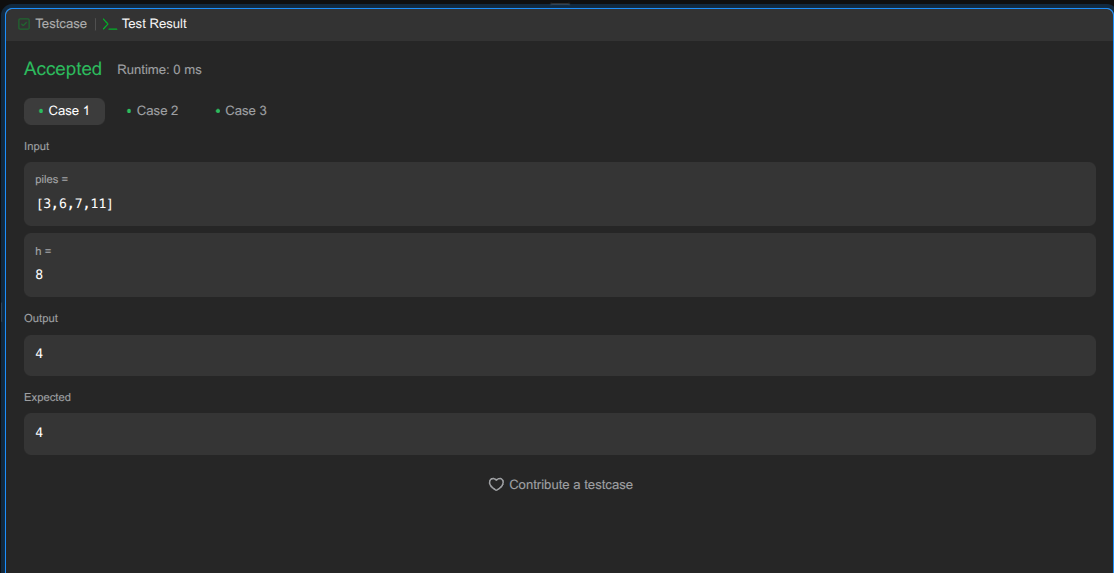 Testcase | Test Result
Accepted Runtime: 0 ms
Case 1 Case 2 Case 3
Input
piles =
[3,6,7,11]
h =
8
Output
4
Expected
4
Contribute a testcase